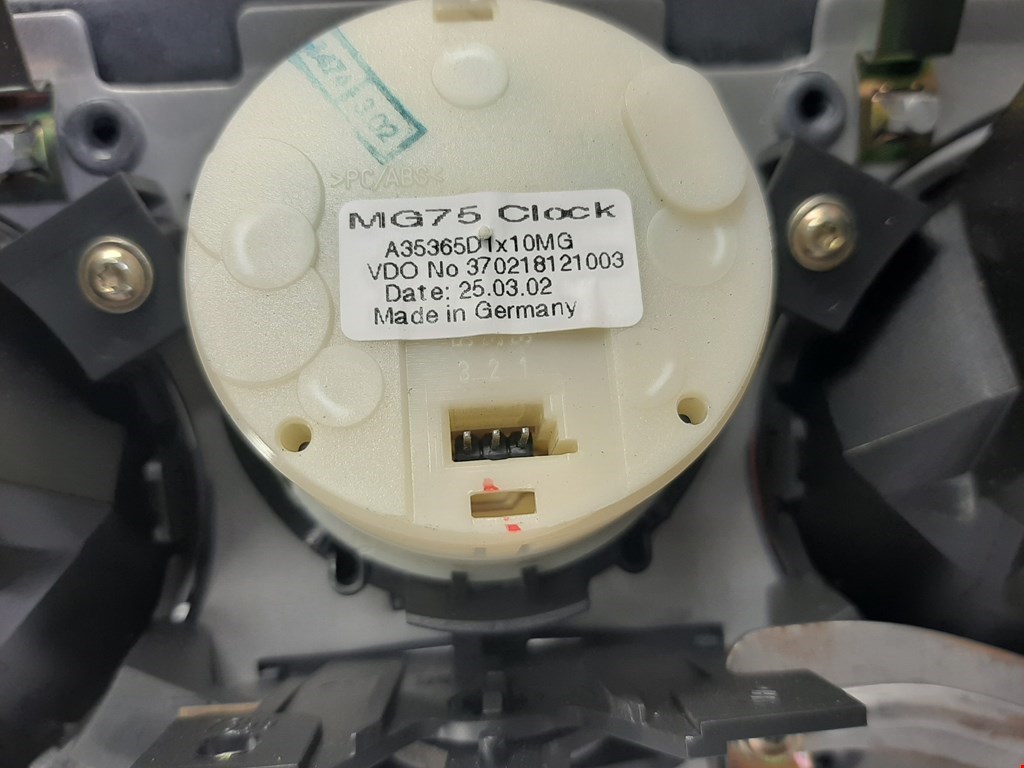 >PC/ABS<
MG75 Clock
A35365D1x10MG
VDO No 370218121003
Date: 25.03.02
Made in Germany
3 2 1